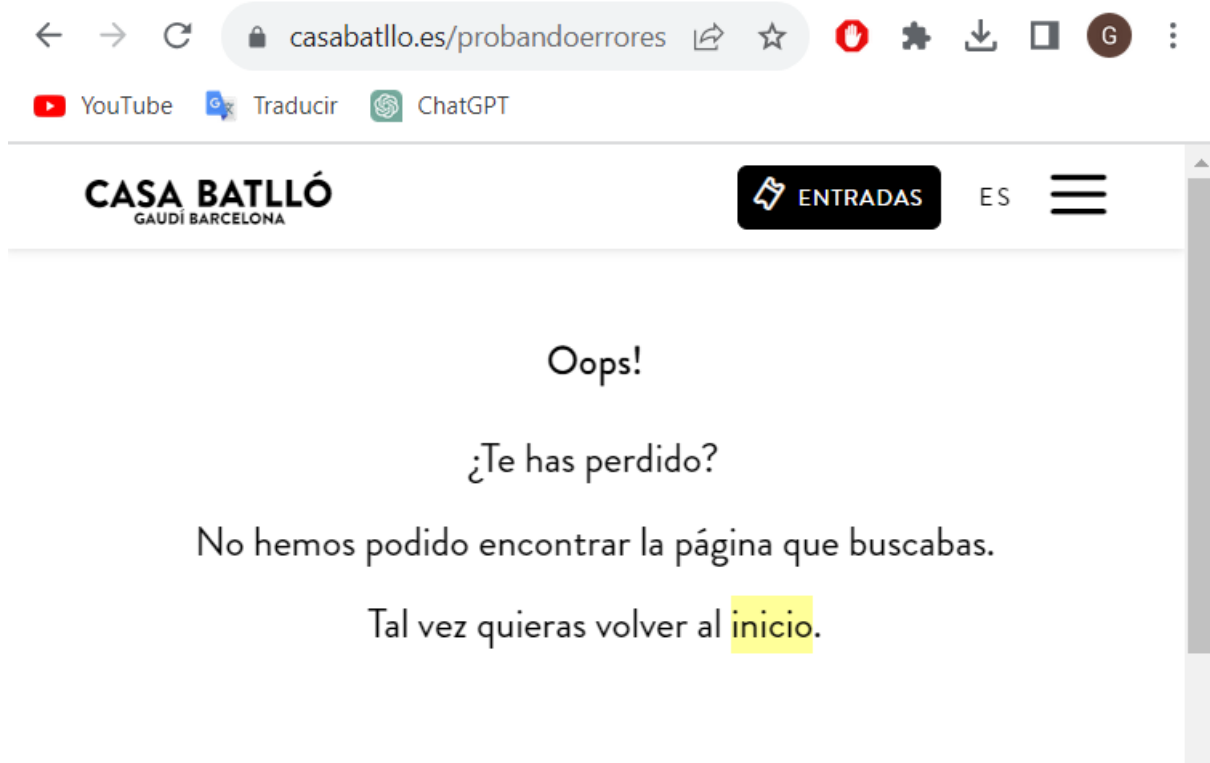 casabatllo.es/probandoerrores
G
YouTube
Traducir
ChatGPT
CASA BATLLÓ
GAUDÍ BARCELONA
ENTRADAS
ES
Oops!
¿Te has perdido?
No hemos podido encontrar la página que buscabas.
Tal vez quieras volver al inicio.